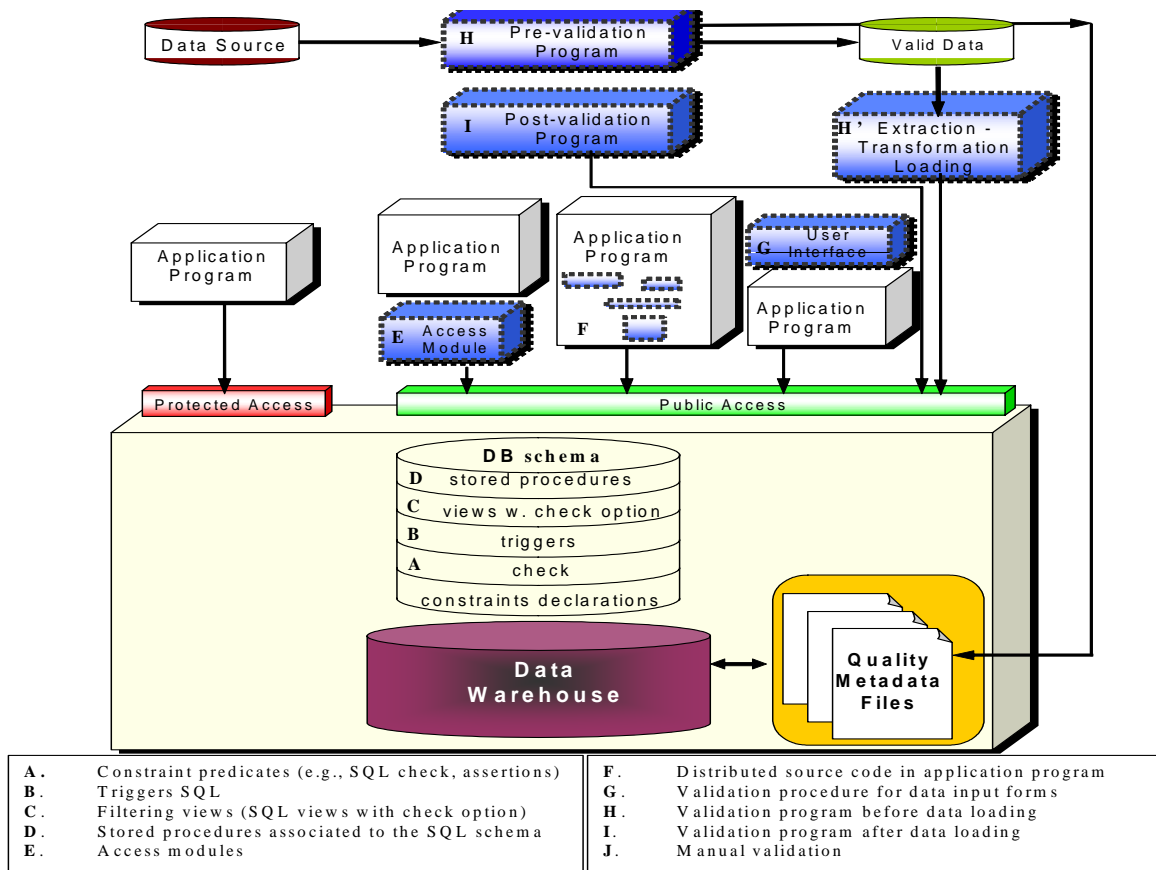 Data Source
H Pre-validation
Program
Valid Data
I Post-validation
Program
H’ Extraction -
Transformation
Loading
Application
Program
Application
Program
E Access
Module
Application
Program
F
G User
Interface
Application
Program
Protected Access
Public Access
DB schema
D stored procedures
C views w. check option
B triggers
A check
constraints declarations
Data
Warehouse
Quality
Metadata
Files
A. Constraint predicates (e.g., SQL check, assertions)
B. Triggers SQL
C. Filtering views (SQL views with check option)
D. Stored procedures associated to the SQL schema
E. Access modules
F. Distributed source code in application program
G. Validation procedure for data input forms
H. Validation program before data loading
I. Validation program after data loading
J. Manual validation